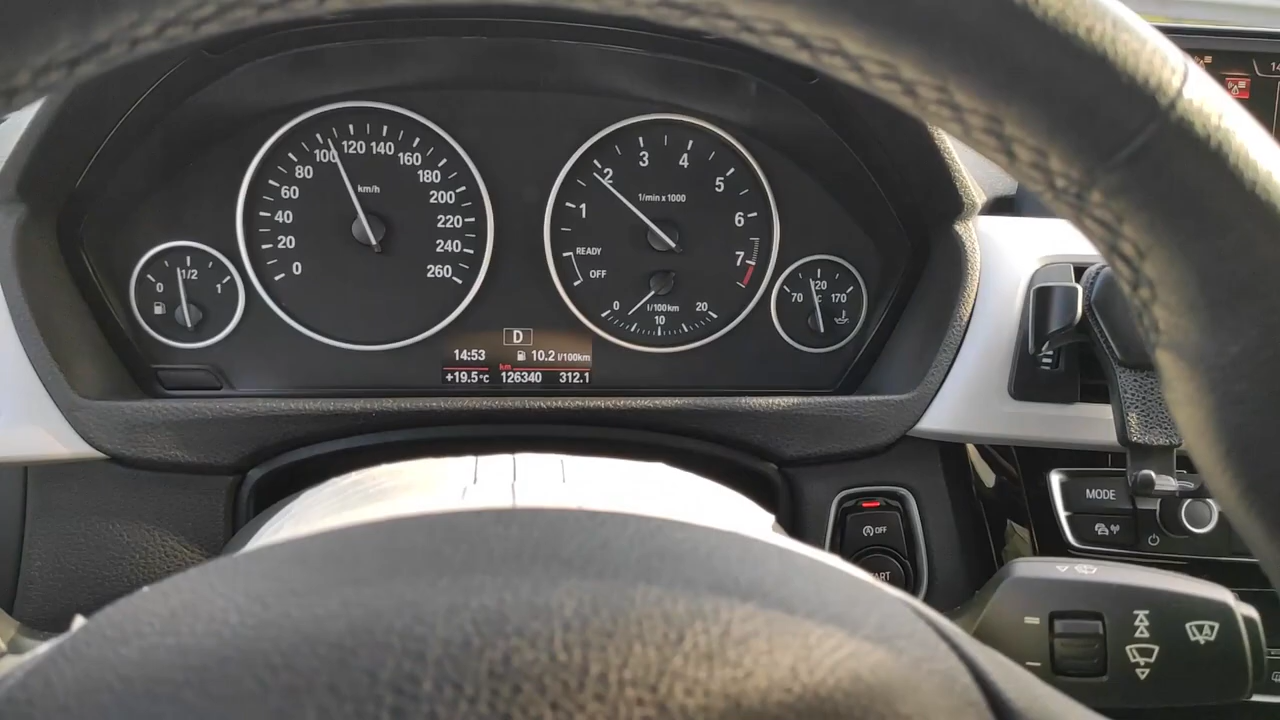 0
20
40
60
80
100
120
140
160
180
200
220
240
260
km/h
0
1/2
1
1
2
3
4
5
6
7
1/min x 1000
READY
OFF
0
10
20
l/100km
70
120
170
°C
D
14:53
10.2 l/100km
km
+19.5°C
126340
312.1
MODE
OFF
14
A